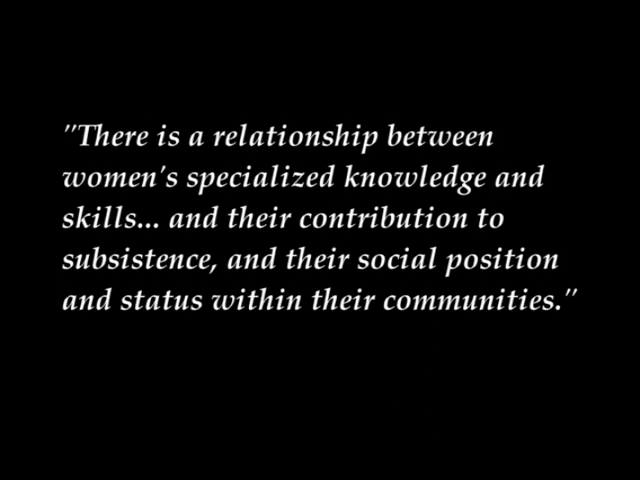 "There is a relationship between
women's specialized knowledge and
skills... and their contribution to
subsistence, and their social position
and status within their communities."